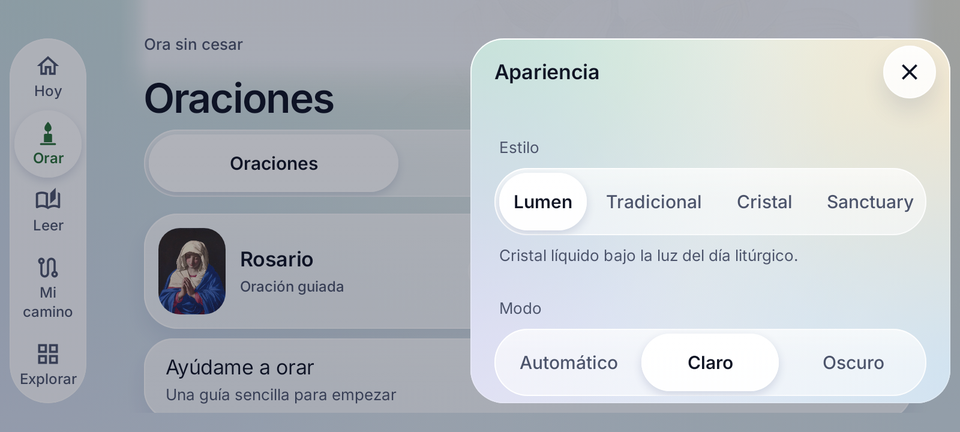 Hoy
Orar
Leer
Mi
camino
Explorar
Ora sin cesar
Oraciones
Oraciones
Rosario
Oración guiada
Ayúdame a orar
Una guía sencilla para empezar
Apariencia
Estilo
Lumen Tradicional Cristal Sanctuary
Cristal líquido bajo la luz del día litúrgico.
Modo
Automático Claro Oscuro